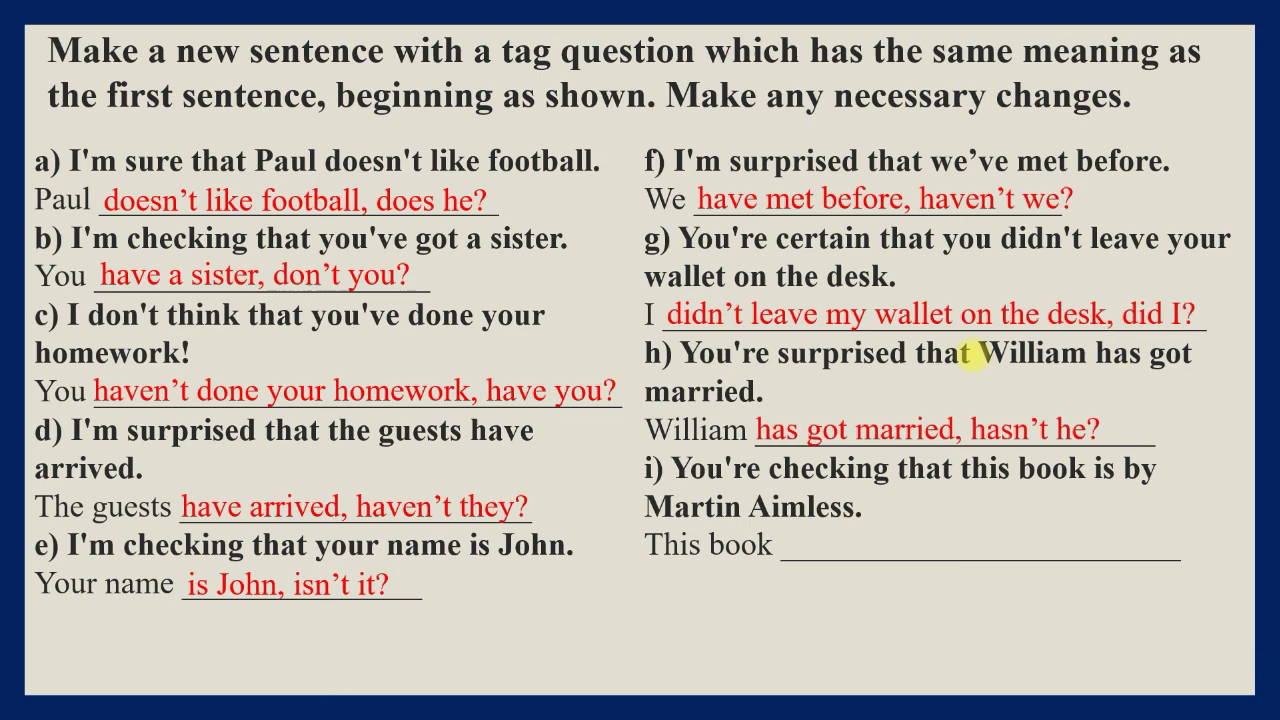 Make a new sentence with a tag question which has the same meaning as
the first sentence, beginning as shown. Make any necessary changes.
a) I'm sure that Paul doesn't like football.
Paul doesn’t like football, does he?
b) I'm checking that you've got a sister.
You have a sister, don’t you?
c) I don't think that you've done your
homework!
You haven’t done your homework, have you?
d) I'm surprised that the guests have
arrived.
The guests have arrived, haven’t they?
e) I'm checking that your name is John.
Your name is John, isn’t it?
f) I'm surprised that we’ve met before.
We have met before, haven’t we?
g) You're certain that you didn't leave your
wallet on the desk.
I didn’t leave my wallet on the desk, did I?
h) You're surprised that William has got
married.
William has got married, hasn’t he?
i) You're checking that this book is by
Martin Aimless.
This book